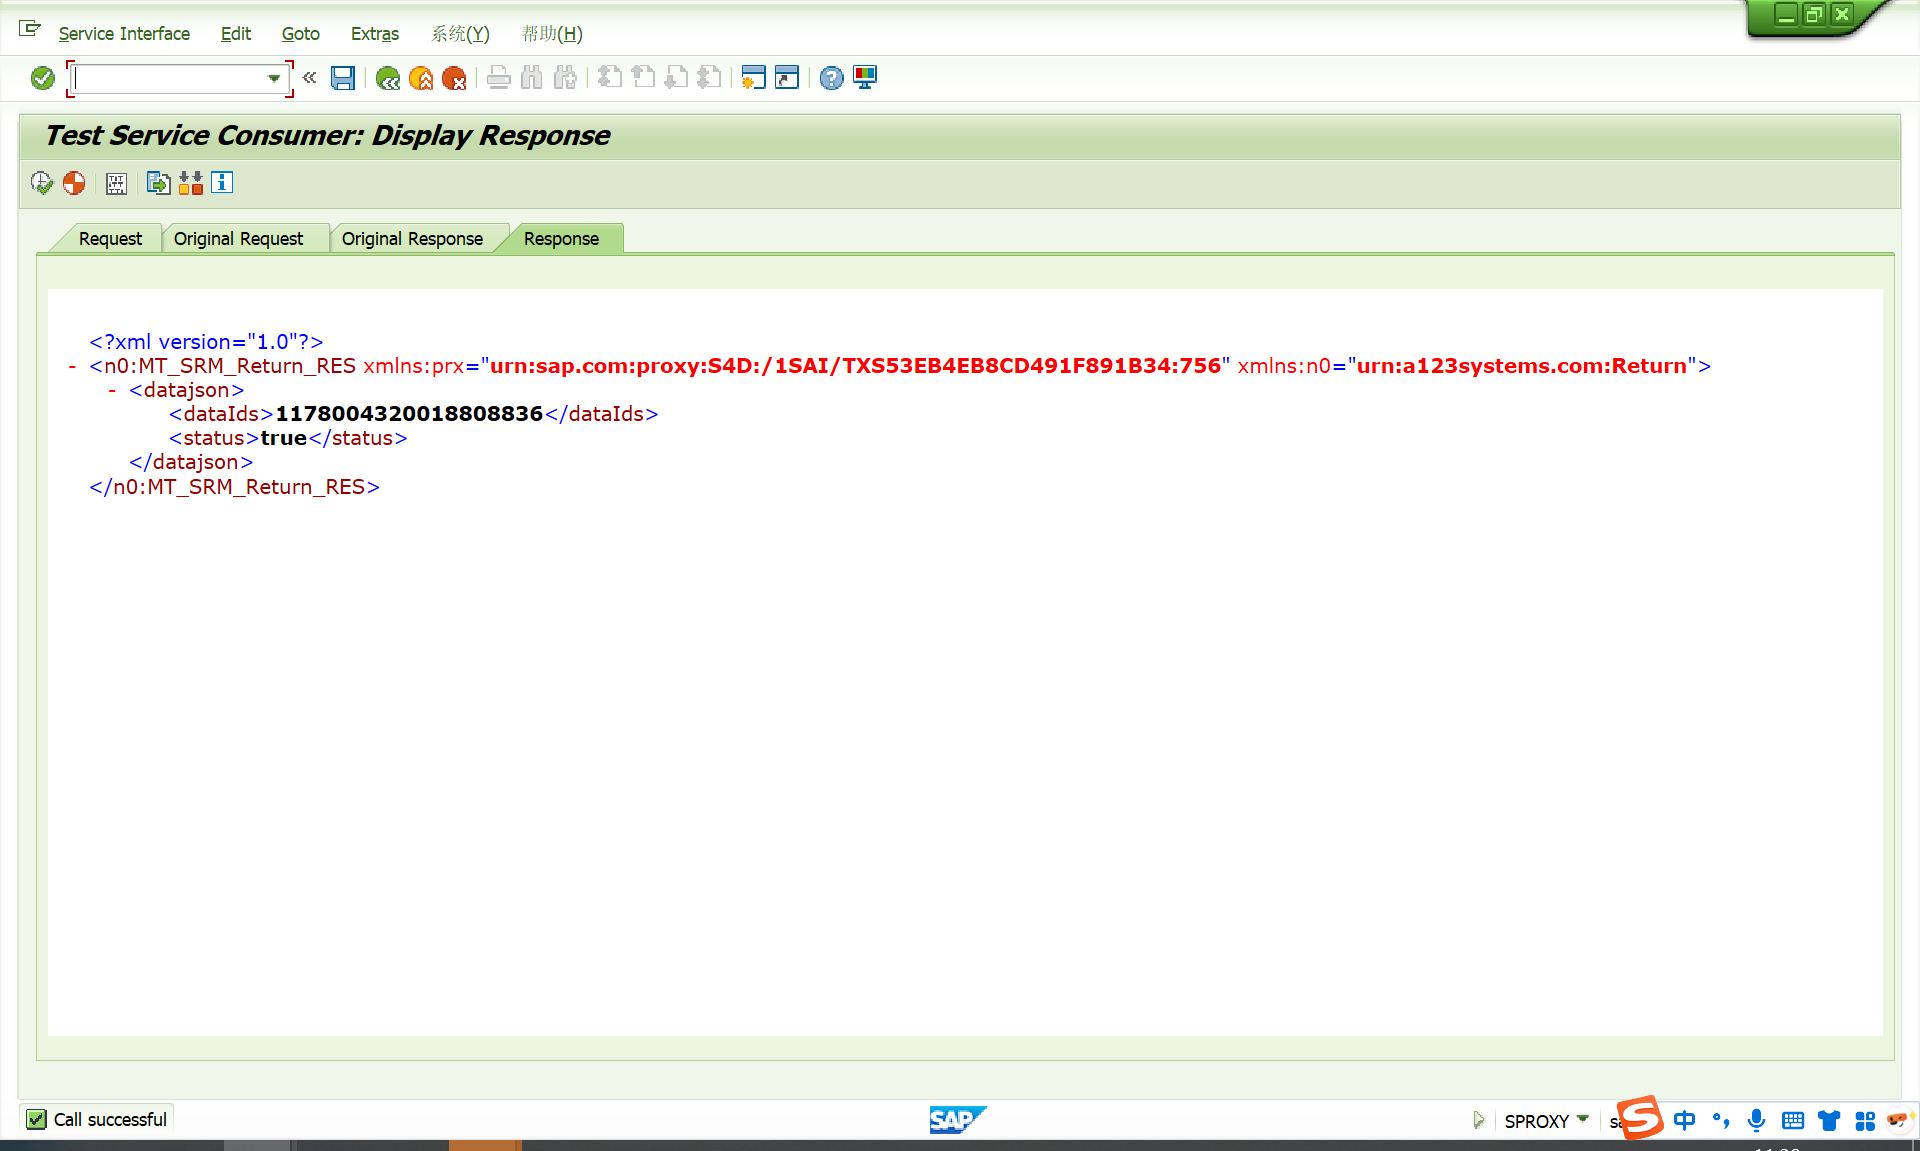 Service Interface Edit Goto Extras 系统(Y) 帮助(H)
Test Service Consumer: Display Response
Request Original Request Original Response Response
<?xml version="1.0"?>
- <n0:MT_SRM_Return_RES xmlns:prx="urn:sap.com:proxy:S4D:/1SAI/TXS53EB4EB8CD491F891B34:756" xmlns:n0="urn:a123systems.com:Return">
- <datajson>
<dataIds>1178004320018808836</dataIds>
<status>true</status>
</datajson>
</n0:MT_SRM_Return_RES>
Call successful
SAP
SPROXY
中